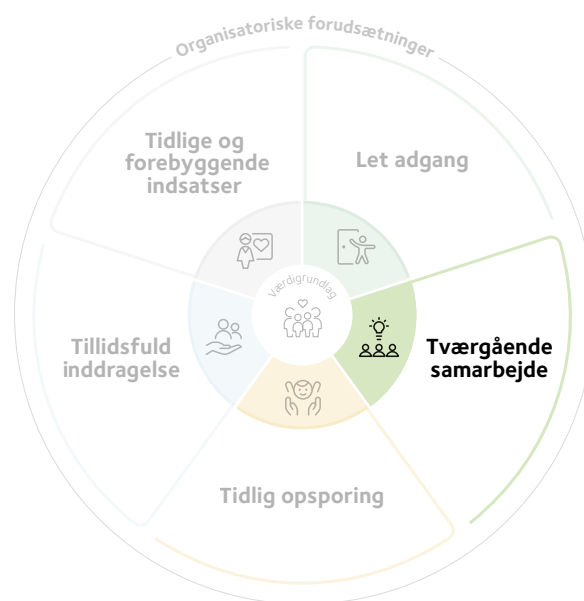 Organisatoriske forudsætninger
Tidlige og
forebyggende
indsatser
Let adgang
Værdigrundlag
Tillidsfuld
inddragelse
Tværgående
samarbejde
Tidlig opsporing